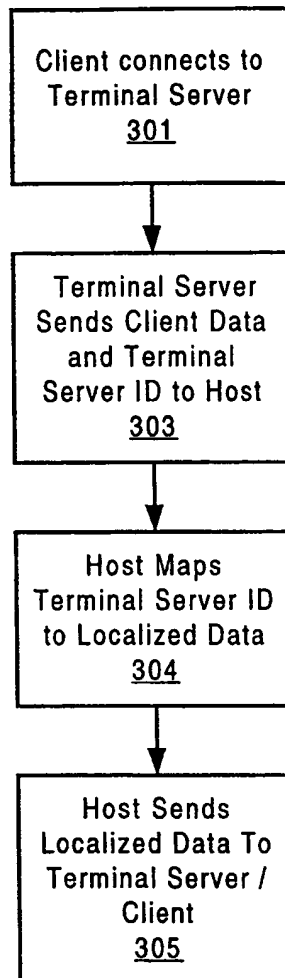 Client connects to
Terminal Server
301
Terminal Server
Sends Client Data
and Terminal
Server ID to Host
303
Host Maps
Terminal Server ID
to Localized Data
304
Host Sends
Localized Data To
Terminal Server /
Client
305